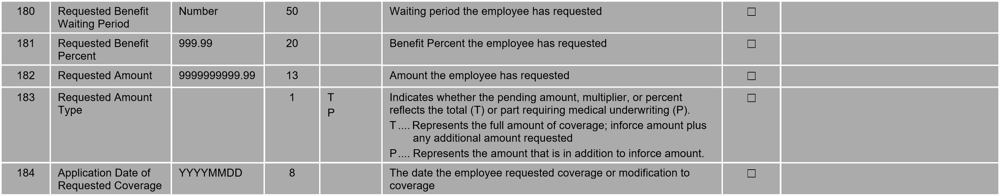 180 Requested Benefit Number 50 Waiting period the employee has requested ☐
Waiting Period
181 Requested Benefit 999.99 20 Benefit Percent the employee has requested ☐
Percent
182 Requested Amount 9999999999.99 13 Amount the employee has requested ☐
183 Requested Amount 1 T Indicates whether the pending amount, multiplier, or percent ☐
Type P reflects the total (T) or part requiring medical underwriting (P).
T .... Represents the full amount of coverage; inforce amount plus
any additional amount requested
P .... Represents the amount that is in addition to inforce amount.
184 Application Date of YYYYMMDD 8 The date the employee requested coverage or modification to ☐
Requested Coverage coverage